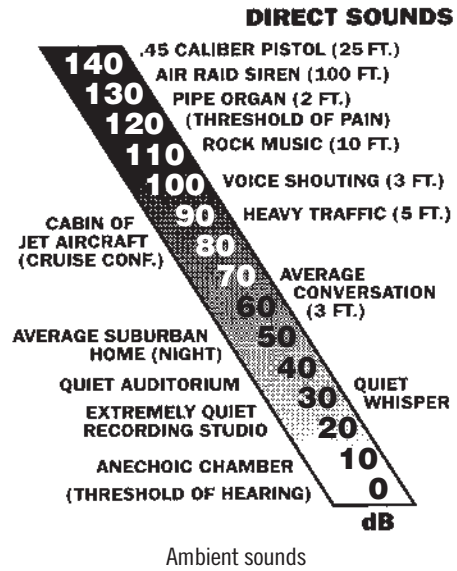 DIRECT SOUNDS
140 .45 CALIBER PISTOL (25 FT.)
AIR RAID SIREN (100 FT.)
130 PIPE ORGAN (2 FT.)
120 (THRESHOLD OF PAIN)
110 ROCK MUSIC (10 FT.)
100 VOICE SHOUTING (3 FT.)
90 HEAVY TRAFFIC (5 FT.)
CABIN OF
JET AIRCRAFT 80
(CRUISE CONF.)
70 AVERAGE
60 CONVERSATION
(3 FT.)
AVERAGE SUBURBAN 50
HOME (NIGHT)
40
QUIET AUDITORIUM 30 QUIET
WHISPER
EXTREMELY QUIET 20
RECORDING STUDIO
ANECHOIC CHAMBER 10
(THRESHOLD OF HEARING) 0
dB
Ambient sounds